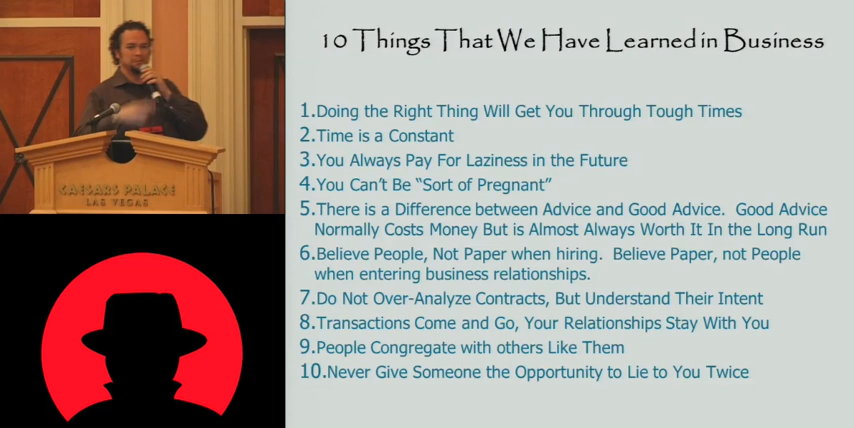 10 Things That We Have Learned in Business
1.Doing the Right Thing Will Get You Through Tough Times
2.Time is a Constant
3.You Always Pay For Laziness in the Future
4.You Can't Be “Sort of Pregnant”
5.There is a Difference between Advice and Good Advice. Good Advice
Normally Costs Money But is Almost Always Worth It In the Long Run
6.Believe People, Not Paper when hiring. Believe Paper, not People
when entering business relationships.
7.Do Not Over-Analyze Contracts, But Understand Their Intent
8.Transactions Come and Go, Your Relationships Stay With You
9.People Congregate with others Like Them
10.Never Give Someone the Opportunity to Lie to You Twice
CAESARS PALACE
LAS VEGAS